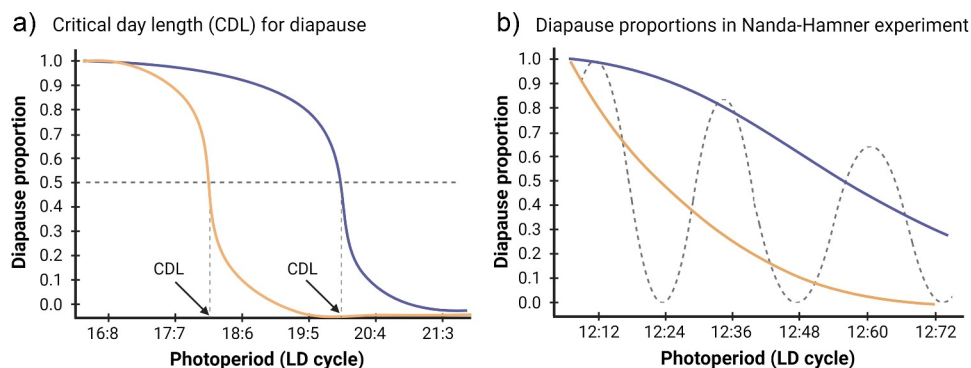 a) Critical day length (CDL) for diapause
1.0
0.9
0.8
0.7
0.6
0.5
0.4
0.3
0.2
0.1
0.0
Diapause proportion
CDL
CDL
16:8 17:7 18:6 19:5 20:4 21:3
Photoperiod (LD cycle)
b) Diapause proportions in Nanda-Hamner experiment
1.0
0.9
0.8
0.7
0.6
0.5
0.4
0.3
0.2
0.1
0.0
Diapause proportion
12:12 12:24 12:36 12:48 12:60 12:72
Photoperiod (LD cycle)